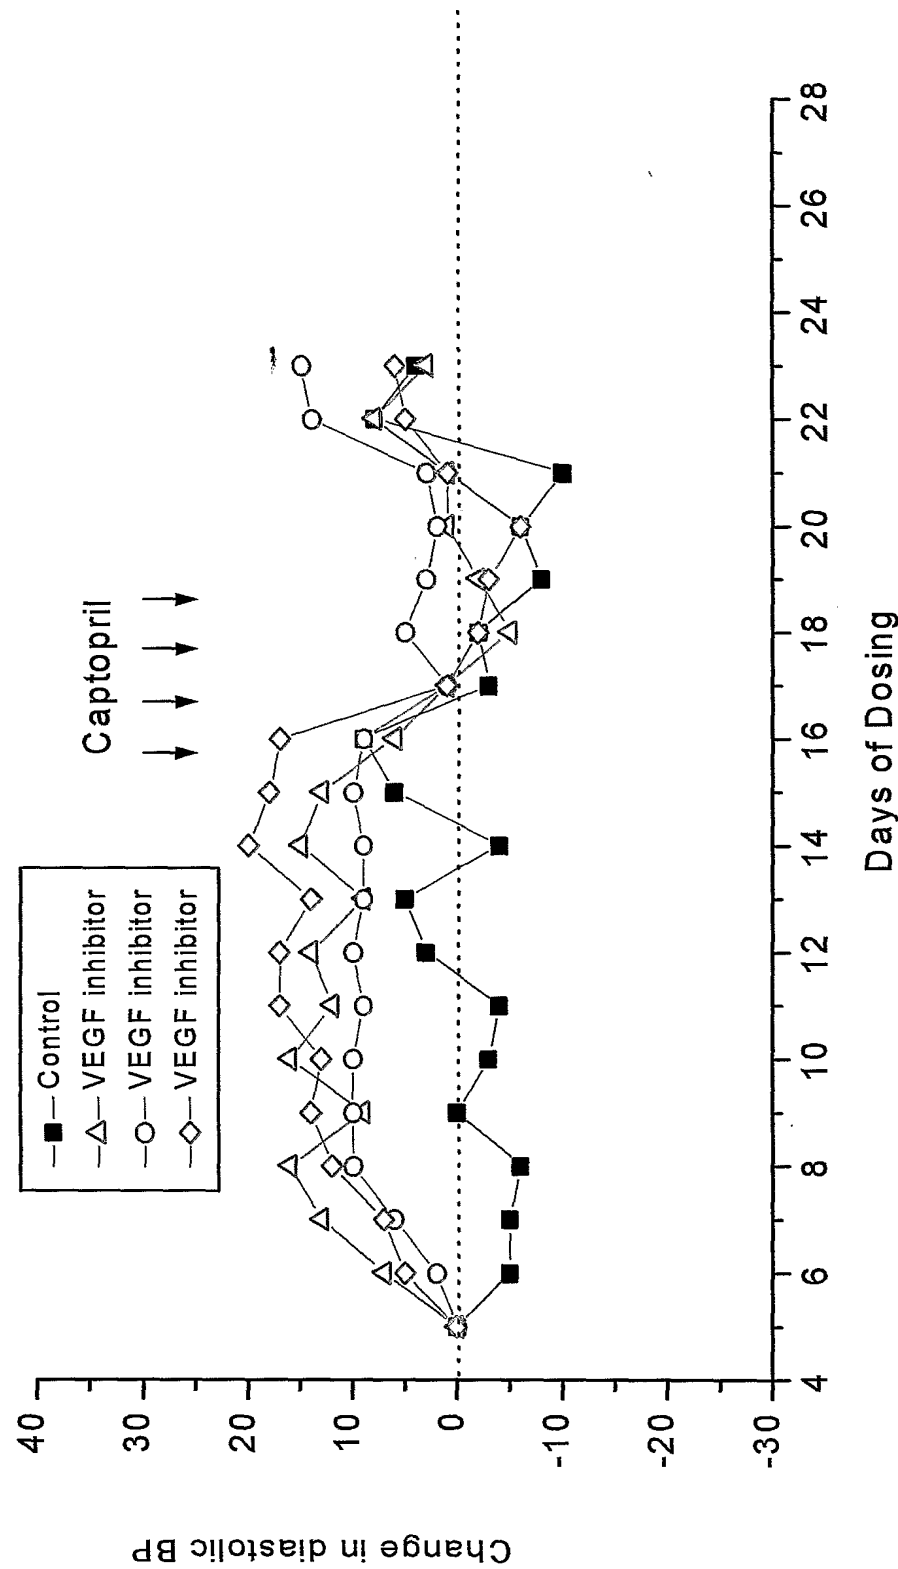 Control
VEGF inhibitor
VEGF inhibitor
VEGF inhibitor
Captopril
40
20
10
0
-10
-20
-30
Change in diastolic BP
4
6
8
10
12
14
16
18
20
22
24
26
28
Days of Dosing